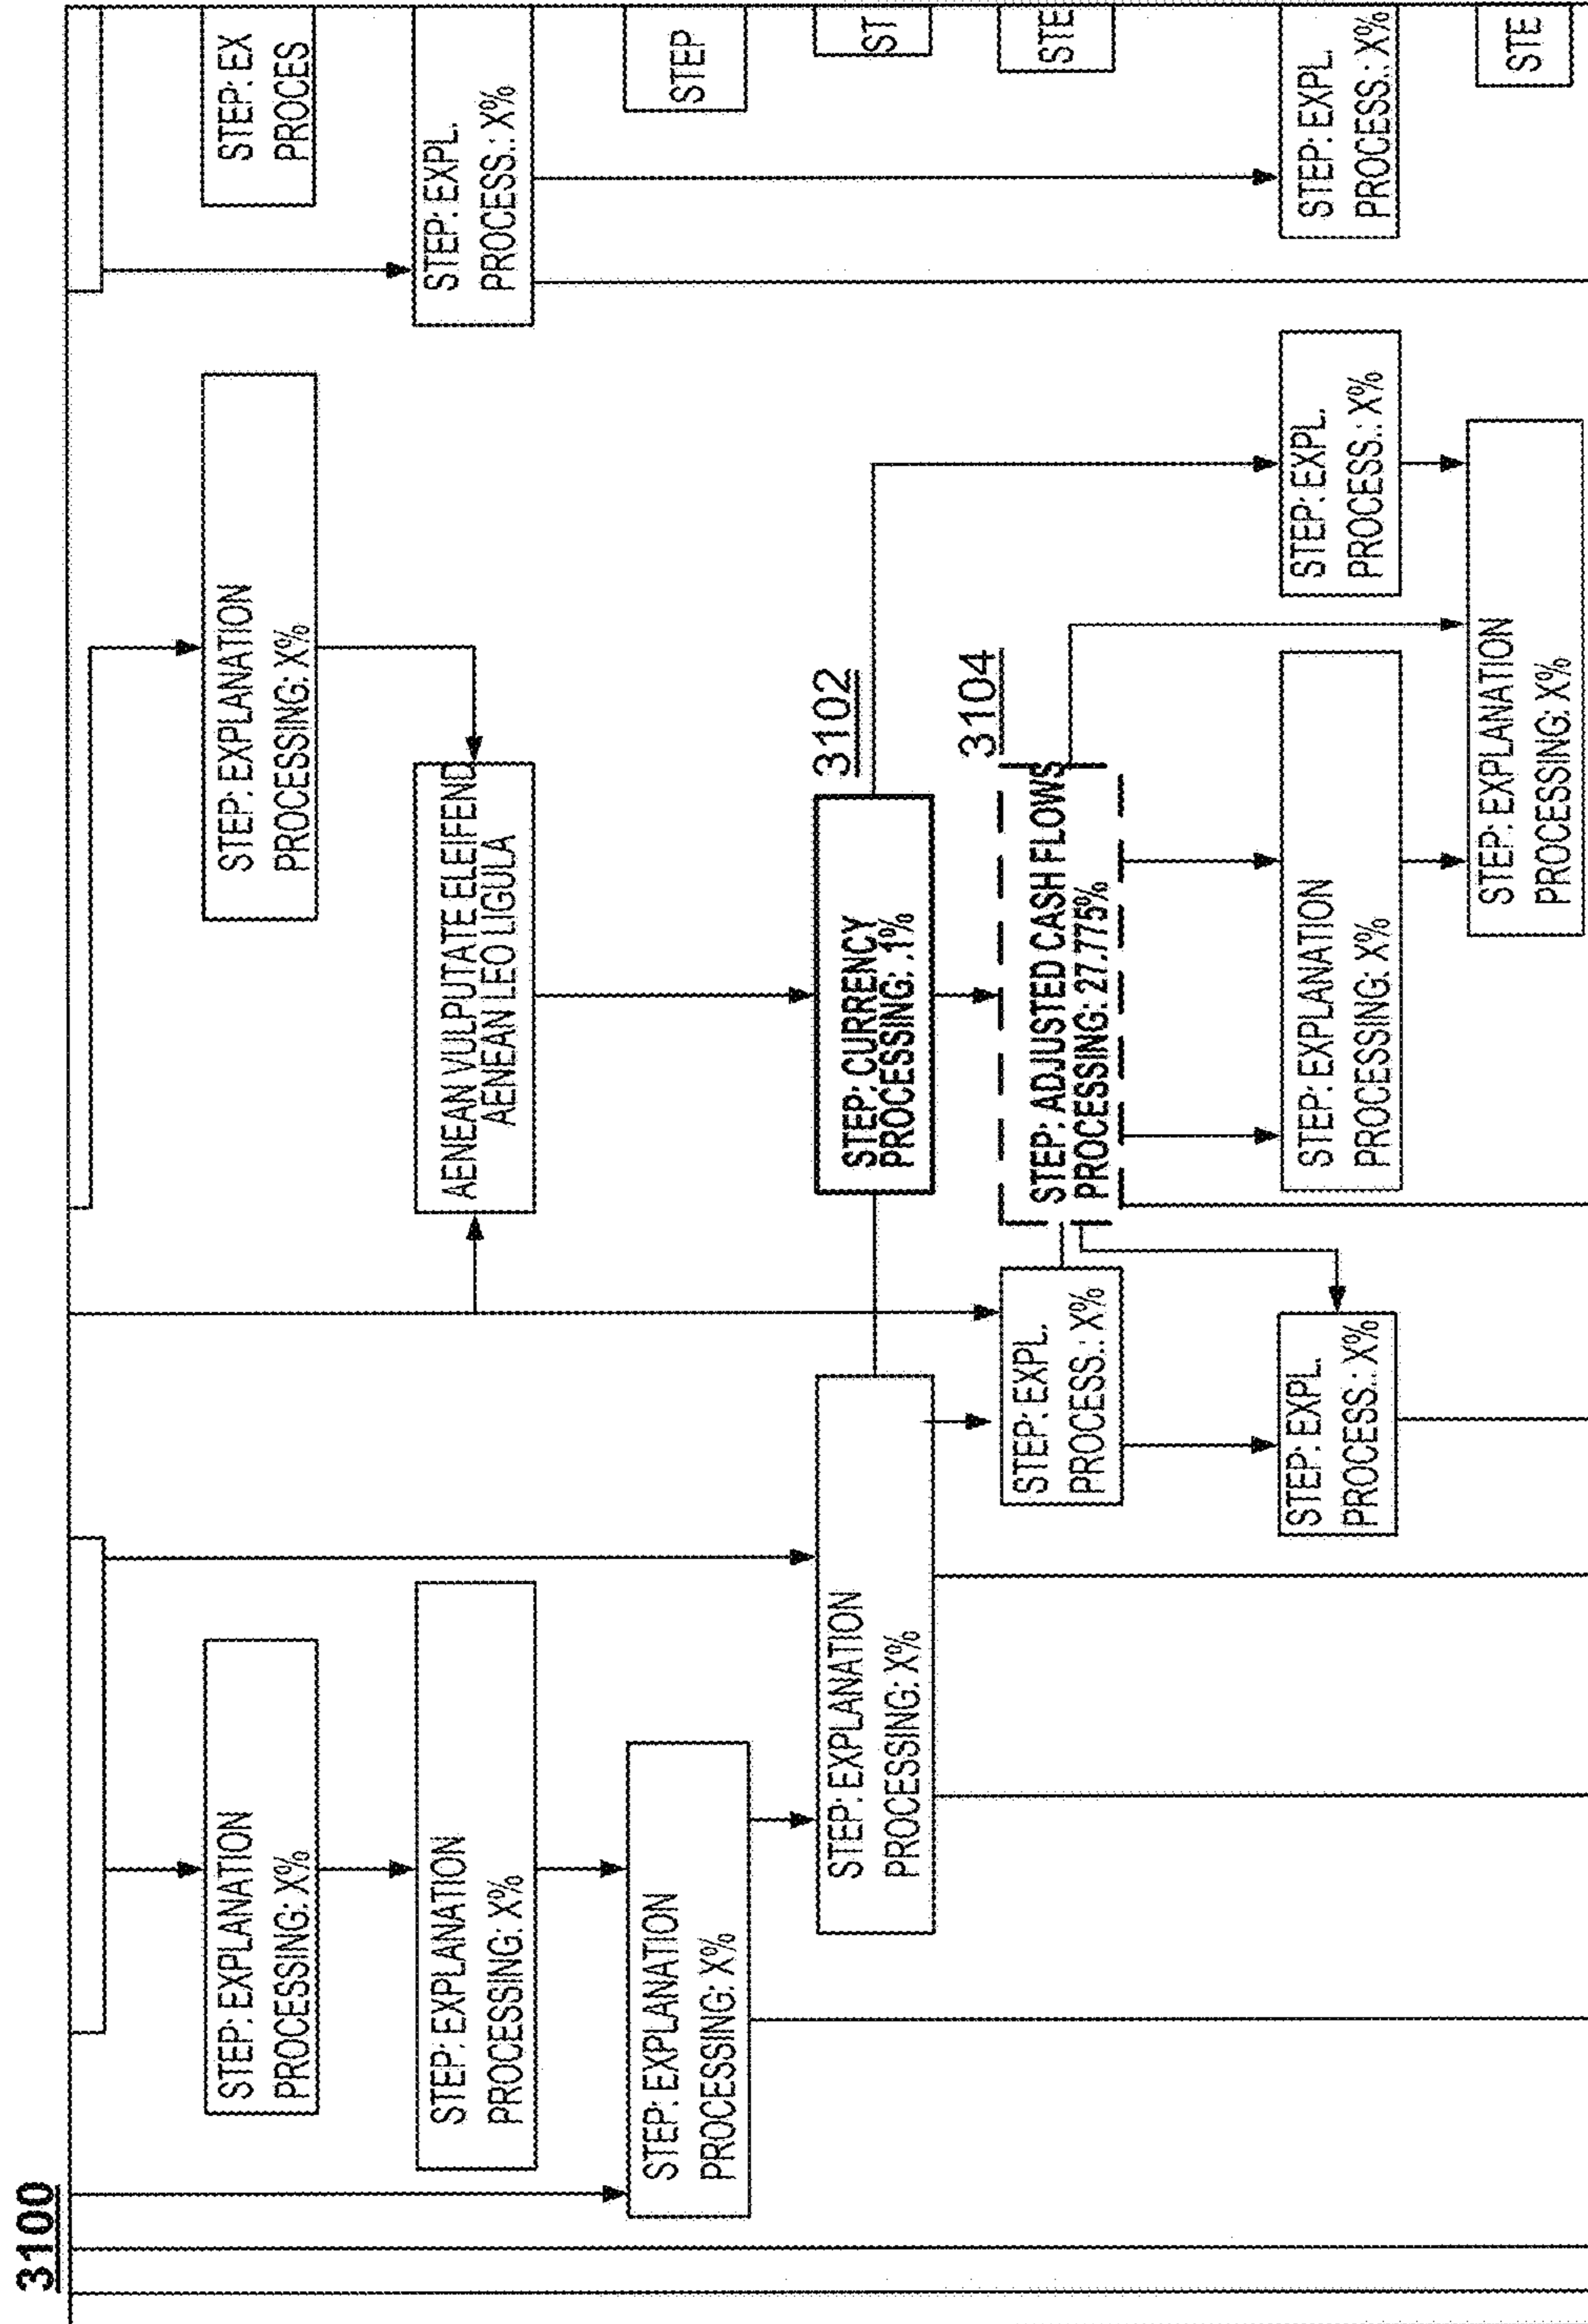 3100
STEP: EXPLANATION
PROCESSING: X%
STEP: EXPLANATION
PROCESSING: X%
STEP: EX
PROCES
STEP: EXPLANATION
PROCESSING: X%
AENEAN VULPUTATE ELEIFEND
AENEAN LEO LIGULA
STEP: EXPL.
PROCESS.: X%
STEP: EXPLANATION
PROCESSING: X%
STEP
STEP: EXPLANATION
PROCESSING: X%
STEP: CURRENCY
PROCESSING: .1%
3102
ST
STEP: EXPL.
PROCESS.: X%
STEP: ADJUSTED CASH FLOWS
PROCESSING: 27.775%
3104
STE
STEP: EXPL.
PROCESS.: X%
STEP: EXPLANATION
PROCESSING: X%
STEP: EXPL.
PROCESS.: X%
STEP: EXPL.
PROCESS.: X%
STEP: EXPLANATION
PROCESSING: X%
STE